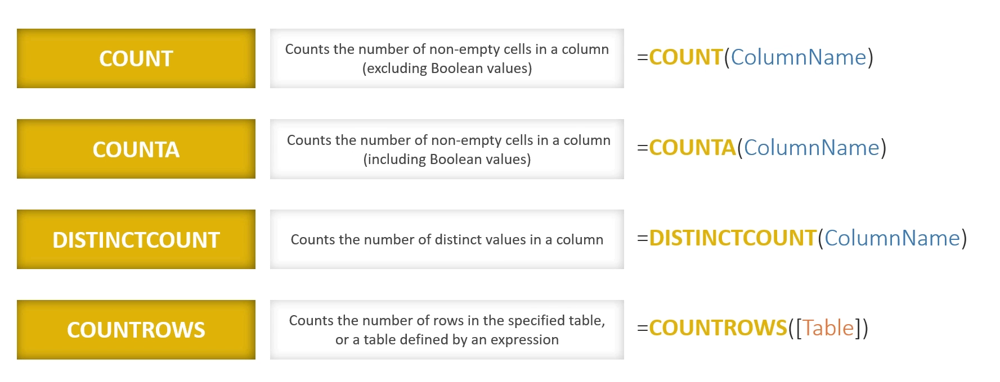 COUNT
Counts the number of non-empty cells in a column
(excluding Boolean values)
=COUNT(ColumnName)
COUNTA
Counts the number of non-empty cells in a column
(including Boolean values)
=COUNTA(ColumnName)
DISTINCTCOUNT
Counts the number of distinct values in a column
=DISTINCTCOUNT(ColumnName)
COUNTROWS
Counts the number of rows in the specified table,
or a table defined by an expression
=COUNTROWS([Table])